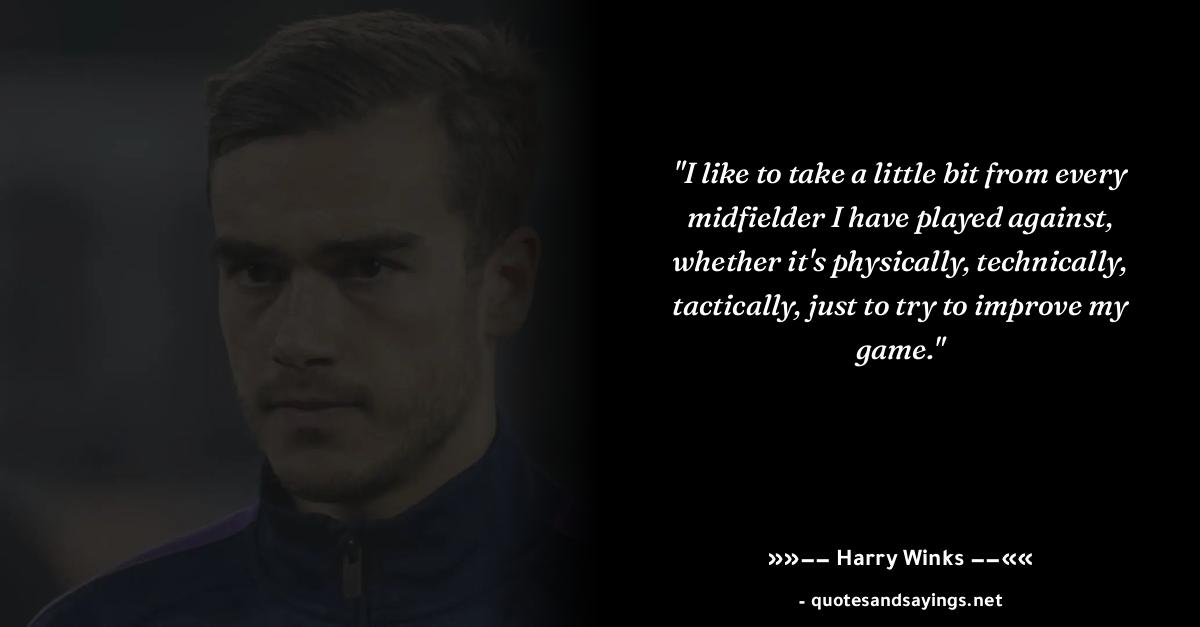 "I like to take a little bit from every
midfielder I have played against,
whether it's physically, technically,
tactically, just to try to improve my
game."
»»–– Harry Winks ––««
- quotesandsayings.net